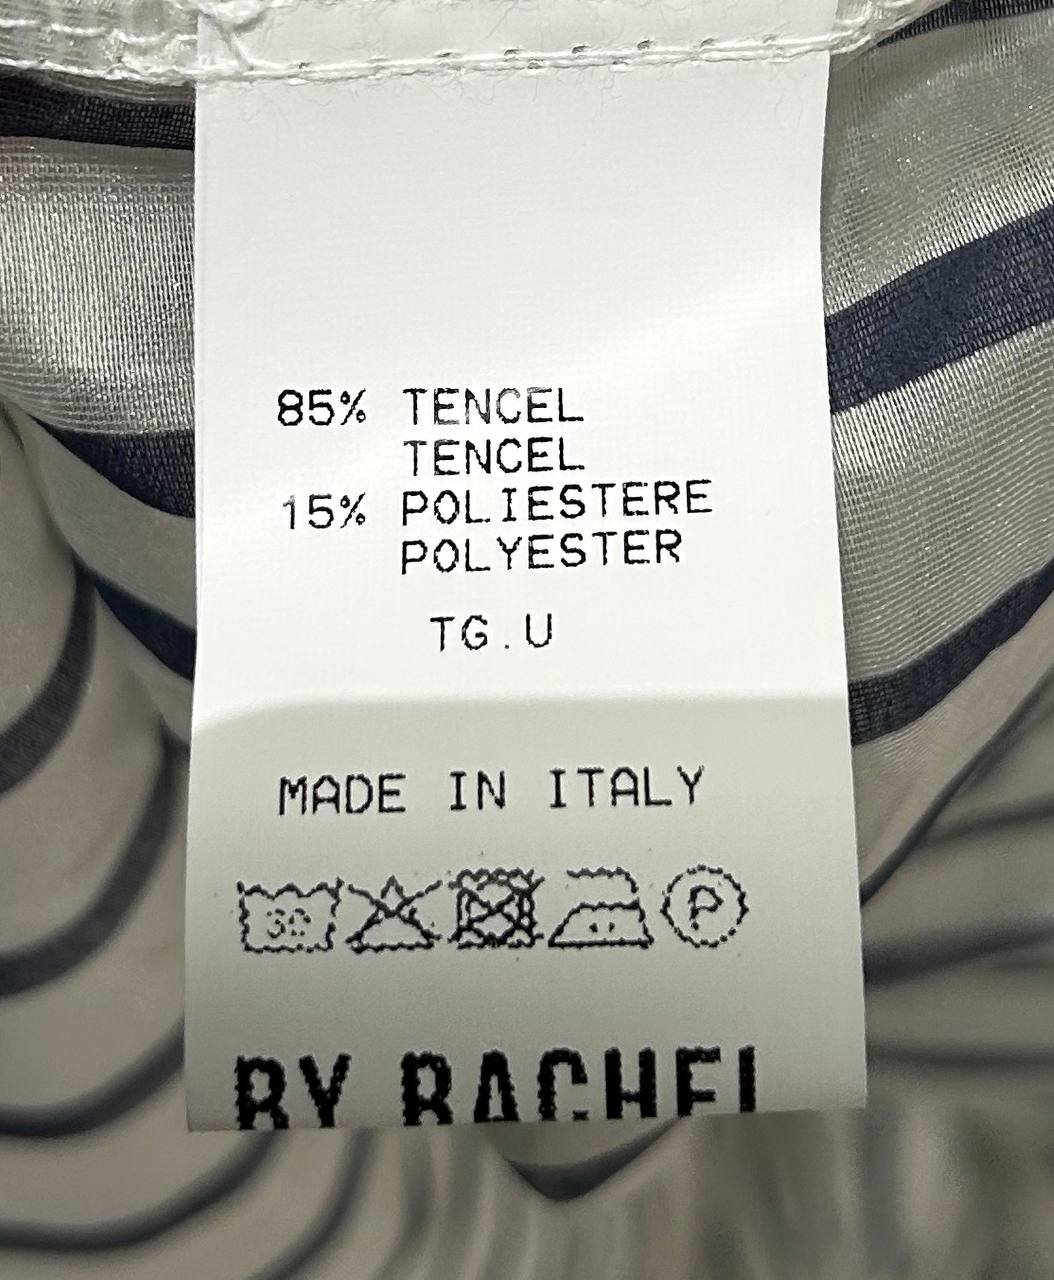 85% TENCEL
TENCEL
15% POLIESTERE
POLYESTER
TG.U
MADE IN ITALY
30 P
BY RACHEL